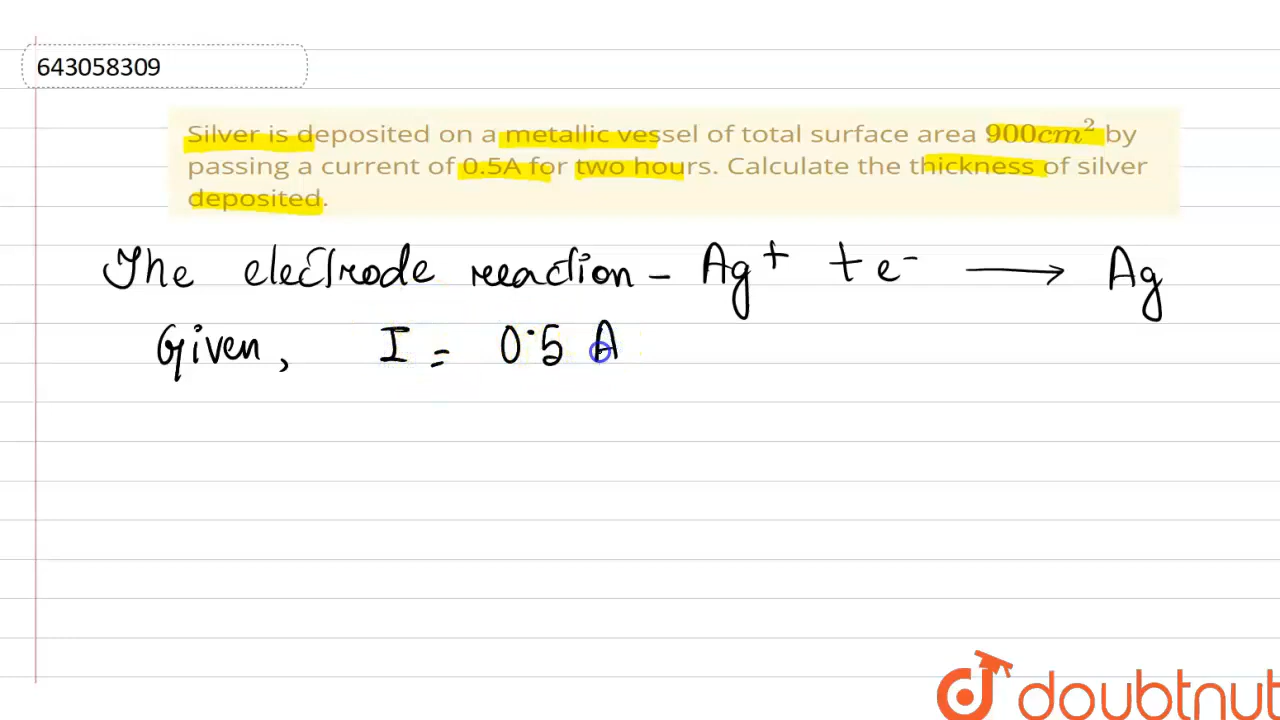 643058309
Silver is deposited on a metallic vessel of total surface area 900cm² by
passing a current of 0.5A for two hours. Calculate the thickness of silver
deposited.
The electrode reaction - Ag⁺ + e⁻ ⟶ Ag
Given, I = 0.5 A
doubtnut